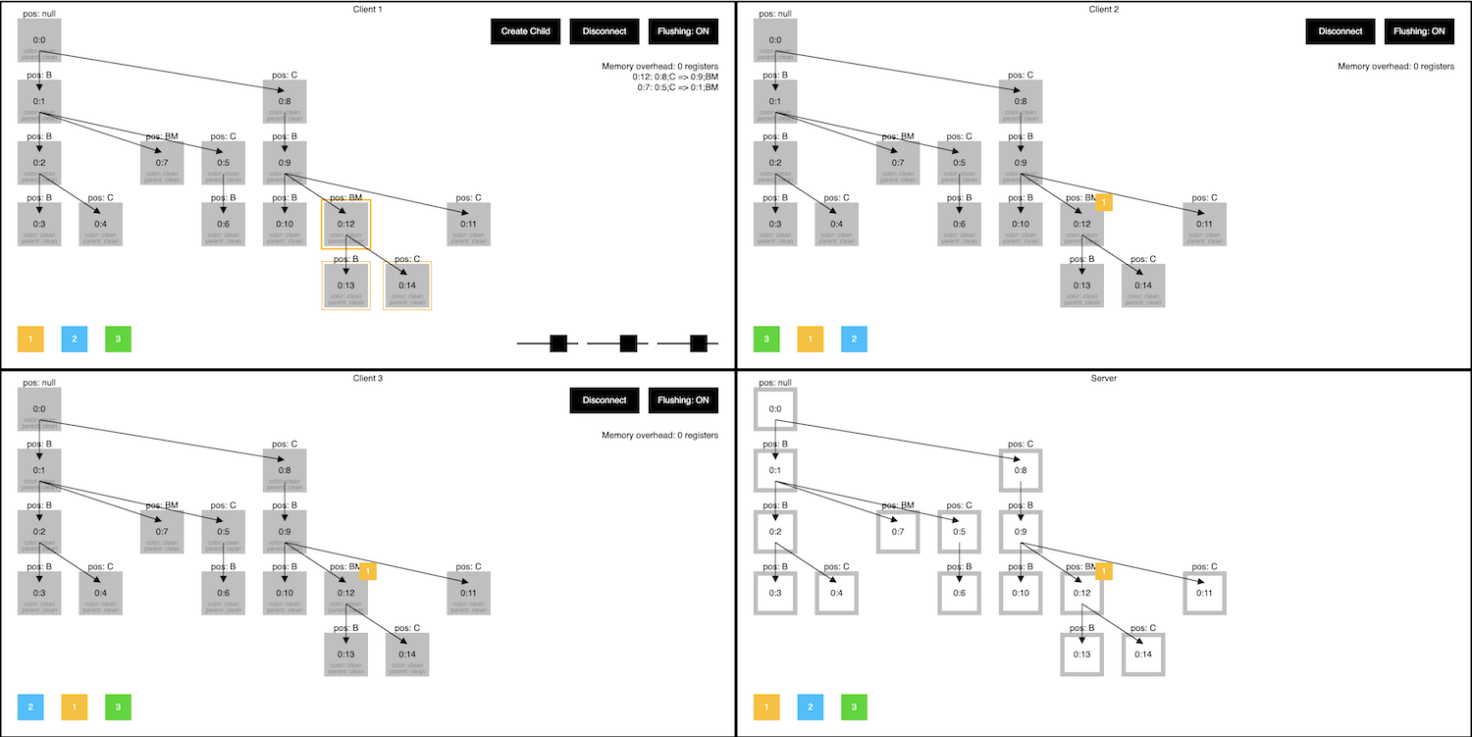 Client 1
pos: null
Create Child
Disconnect
Flushing: ON
0:0
color: clean
parent: clean
Memory overhead: 0 registers
0:12: 0:8;C => 0:9;BM
0:7: 0:5;C => 0:1;BM
pos: B
pos: C
0:1
0:8
color: clean color: clean
parent: clean parent: clean
pos: B
pos: BM
pos: C
pos: B
0:2
0:7
0:5
0:9
color: clean color: clean color: clean color: clean
parent: clean parent: clean parent: clean parent: clean
pos: B
pos: C
pos: B
pos: B
pos: BM
pos: C
0:3
0:4
0:6
0:10
0:12
0:11
color: clean color: clean color: clean color: clean color: clean color: clean
parent: clean parent: clean parent: clean parent: clean parent: clean parent: clean
pos: B
pos: C
0:13
0:14
color: clean color: clean
parent: clean parent: clean
1
2
3
Client 2
pos: null
Disconnect
Flushing: ON
0:0
color: clean
parent: clean
Memory overhead: 0 registers
pos: B
pos: C
0:1
0:8
color: clean color: clean
parent: clean parent: clean
pos: B
pos: BM
pos: C
pos: B
0:2
0:7
0:5
0:9
color: clean color: clean color: clean color: clean
parent: clean parent: clean parent: clean parent: clean
pos: B
pos: C
pos: B
pos: B
pos: BM
1
pos: C
0:3
0:4
0:6
0:10
0:12
0:11
color: clean color: clean color: clean color: clean color: clean color: clean
parent: clean parent: clean parent: clean parent: clean parent: clean parent: clean
pos: B
pos: C
0:13
0:14
color: clean color: clean
parent: clean parent: clean
3
1
2
Client 3
pos: null
Disconnect
Flushing: ON
0:0
color: clean
parent: clean
Memory overhead: 0 registers
pos: B
pos: C
0:1
0:8
color: clean color: clean
parent: clean parent: clean
pos: B
pos: BM
pos: C
pos: B
0:2
0:7
0:5
0:9
color: clean color: clean color: clean color: clean
parent: clean parent: clean parent: clean parent: clean
pos: B
pos: C
pos: B
pos: B
pos: BM
1
pos: C
0:3
0:4
0:6
0:10
0:12
0:11
color: clean color: clean color: clean color: clean color: clean color: clean
parent: clean parent: clean parent: clean parent: clean parent: clean parent: clean
pos: B
pos: C
0:13
0:14
color: clean color: clean
parent: clean parent: clean
2
1
3
Server
pos: null
0:0
pos: B
pos: C
0:1
0:8
pos: B
pos: BM
pos: C
pos: B
0:2
0:7
0:5
0:9
pos: B
pos: C
pos: B
pos: B
pos: BM
1
pos: C
0:3
0:4
0:6
0:10
0:12
0:11
pos: B
pos: C
0:13
0:14
1
2
3